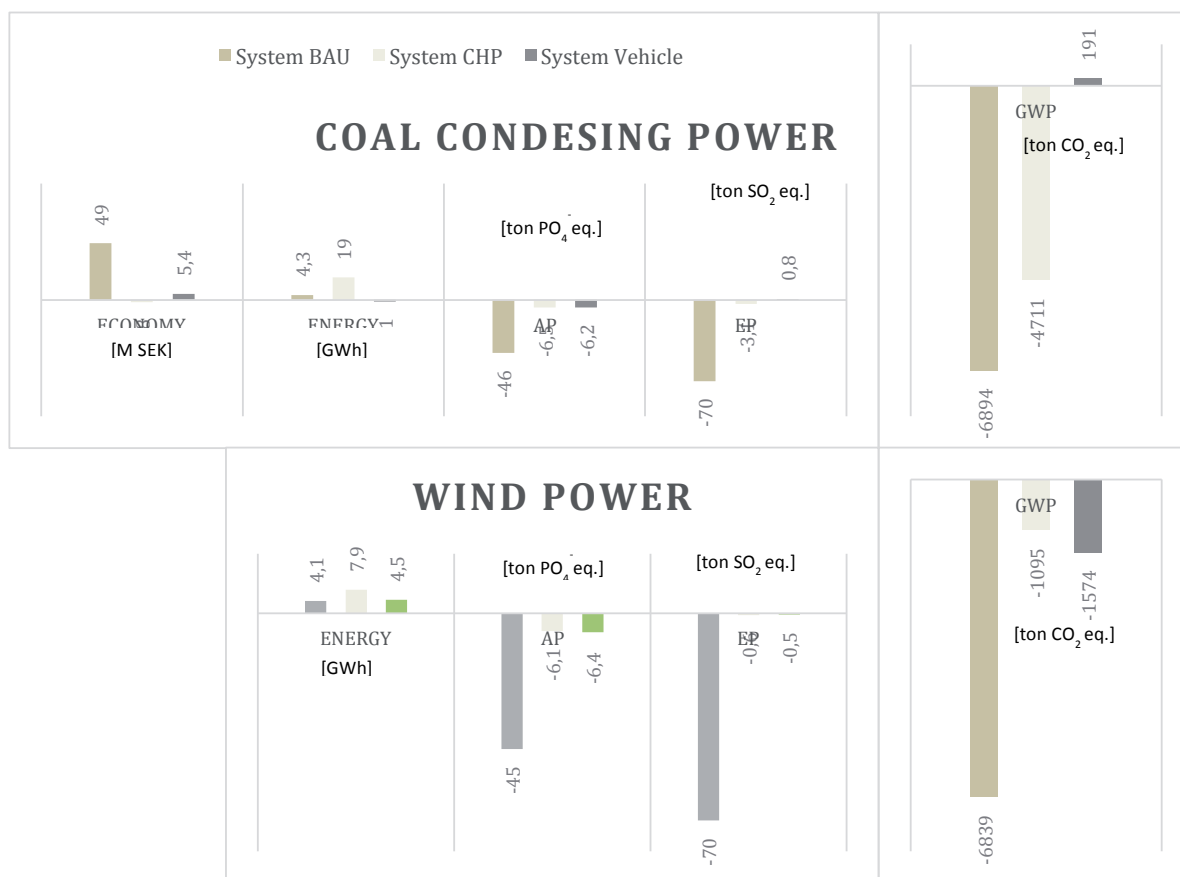 System BAU System CHP System Vehicle
COAL CONDESING POWER
191
GWP
[ton CO2 eq.]
-4711
-6894
[ton SO2 eq.]
[ton PO4 eq.]
49
5,4
4,3
19
0,8
ECONOMY
ENERGY
AP
EP
[M SEK]
[GWh]
1
-46
-6,5
-6,2
-70
WIND POWER
4,1
7,9
4,5
[ton PO4 eq.]
[ton SO2 eq.]
ENERGY
[GWh]
AP
EP
-45
-6,1
-6,4
-70
-0,5
GWP
-1095
-1574
[ton CO2 eq.]
-6839